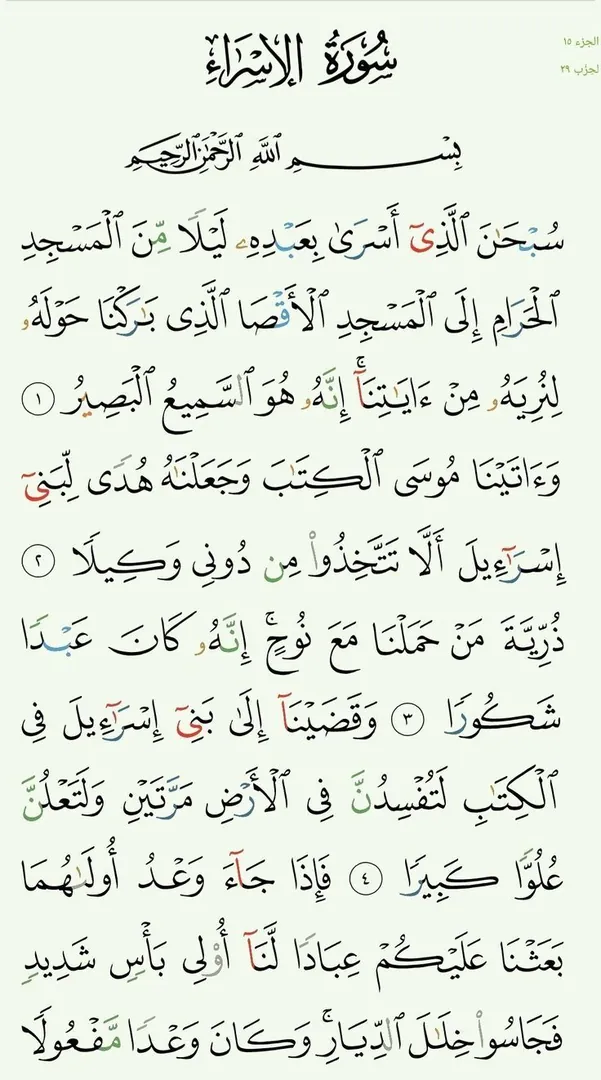 الجزء ١٥
لحزب ٢٩
سُورَةُ الإِسْرَاءِ
بِسْمِ ٱللَّهِ ٱلرَّحْمَٰنِ ٱلرَّحِيمِ
سُبْحَٰنَ ٱلَّذِىٓ أَسْرَىٰ بِعَبْدِهِۦ لَيْلًا مِّنَ ٱلْمَسْجِدِ
ٱلْحَرَامِ إِلَى ٱلْمَسْجِدِ ٱلْأَقْصَا ٱلَّذِى بَٰرَكْنَا حَوْلَهُۥ
لِنُرِيَهُۥ مِنْ ءَايَٰتِنَآ ۚ إِنَّهُۥ هُوَ ٱلسَّمِيعُ ٱلْبَصِيرُ ١
وَءَاتَيْنَا مُوسَى ٱلْكِتَٰبَ وَجَعَلْنَٰهُ هُدًى لِّبَنِىٓ
إِسْرَٰٓءِيلَ أَلَّا تَتَّخِذُوا۟ مِن دُونِى وَكِيلًا ٢
ذُرِّيَّةَ مَنْ حَمَلْنَا مَعَ نُوحٍ ۚ إِنَّهُۥ كَانَ عَبْدًا
شَكُورًا ٣ وَقَضَيْنَآ إِلَىٰ بَنِىٓ إِسْرَٰٓءِيلَ فِى
ٱلْكِتَٰبِ لَتُفْسِدُنَّ فِى ٱلْأَرْضِ مَرَّتَيْنِ وَلَتَعْلُنَّ
عُلُوًّا كَبِيرًا ٤ فَإِذَا جَآءَ وَعْدُ أُولَىٰهُمَا
بَعَثْنَا عَلَيْكُمْ عِبَادًا لَّنَآ أُو۟لِى بَأْسٍ شَدِيدٍ
فَجَاسُوا۟ خِلَٰلَ ٱلدِّيَارِ ۚ وَكَانَ وَعْدًا مَّفْعُولًا